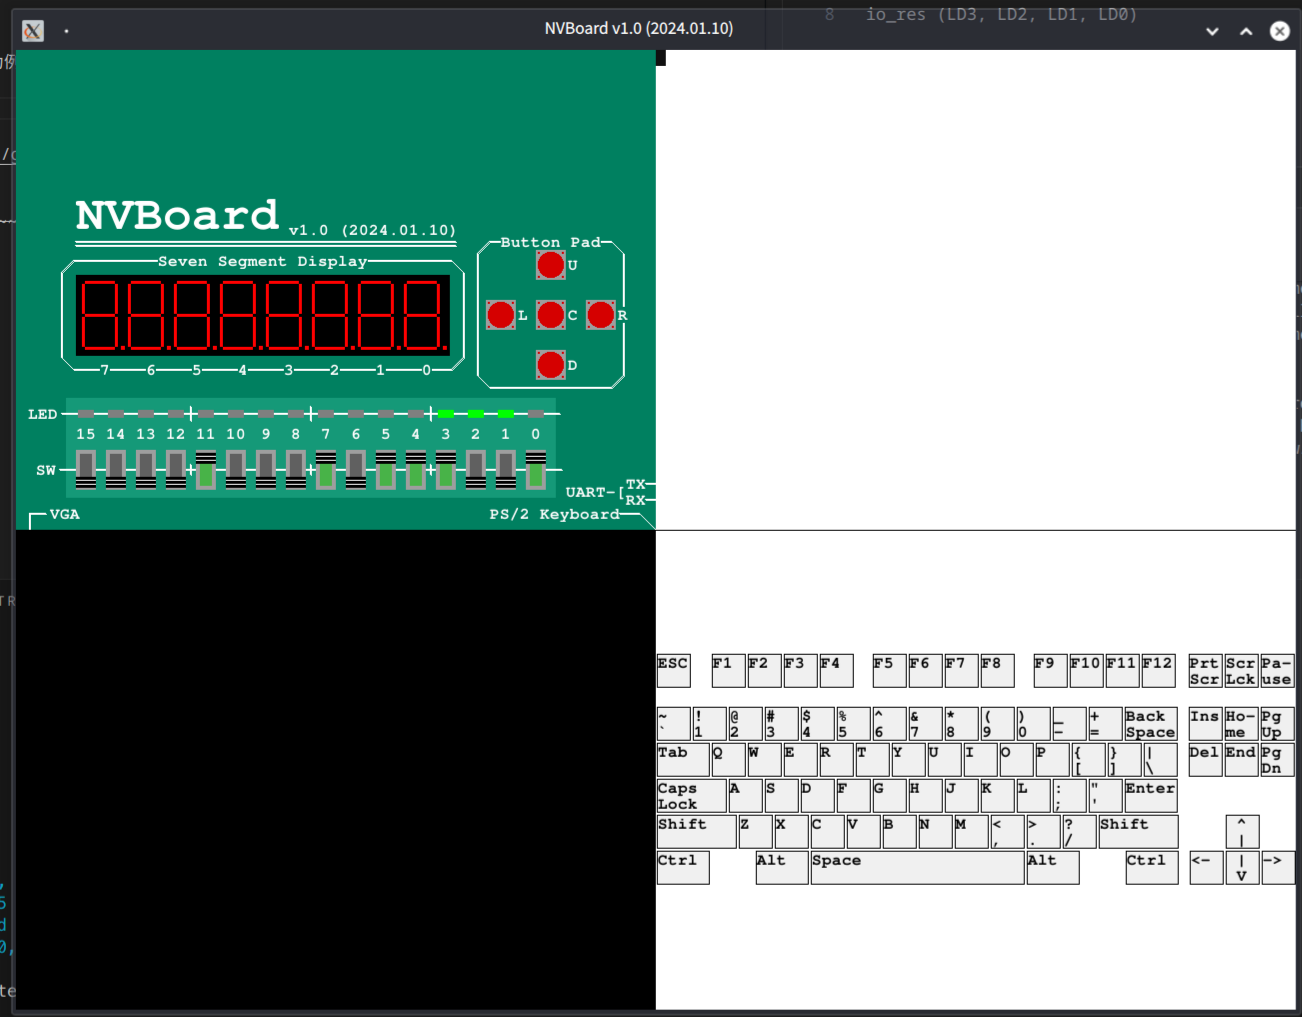 8 io_res (LD3, LD2, LD1, LD0)
NVBoard v1.0 (2024.01.10)
NVBoard v1.0 (2024.01.10)
Seven Segment Display
7 6 5 4 3 2 1 0
Button Pad
U
L C R
D
LED
15 14 13 12 11 10 9 8 7 6 5 4 3 2 1 0
SW
UART-[ TX
RX
VGA
PS/2 Keyboard
ESC F1 F2 F3 F4 F5 F6 F7 F8 F9 F10 F11 F12 Prt Scr Pa-
Scr Lck use
~ ! @ # $ % ^ & * ( ) _ + Back Ins Ho- Pg
` 1 2 3 4 5 6 7 8 9 0 - = Space me Up
Tab Q W E R T Y U I O P { } | Del End Pg
[ ] \ Dn
Caps A S D F G H J K L : " Enter
Lock ; '
Shift Z X C V B N M < > ? Shift ^
, . / |
Ctrl Alt Space Alt Ctrl <- | ->
V